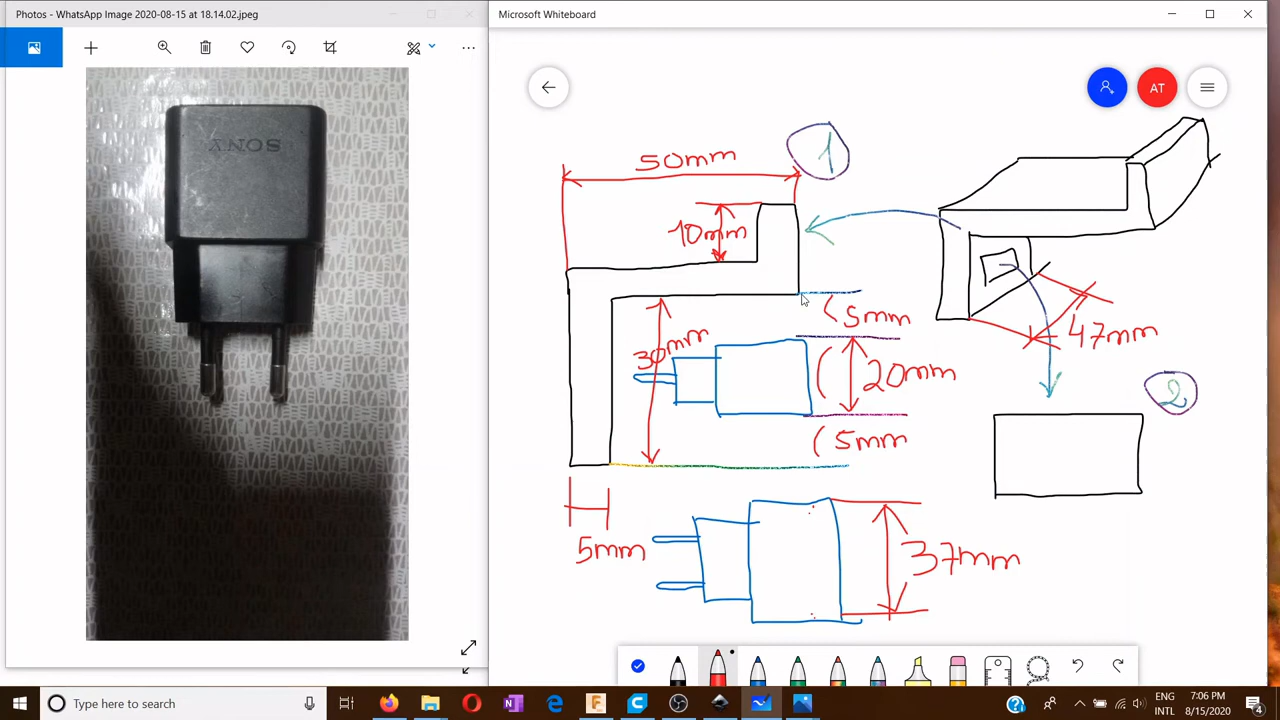 Photos - WhatsApp Image 2020-08-15 at 18.14.02.jpeg
SONY
Microsoft Whiteboard
AT
1
50mm
10mm
5mm
30mm
20mm
5mm
47mm
2
5mm
37mm
Type here to search
ENG
INTL
7:06 PM
8/15/2020
4